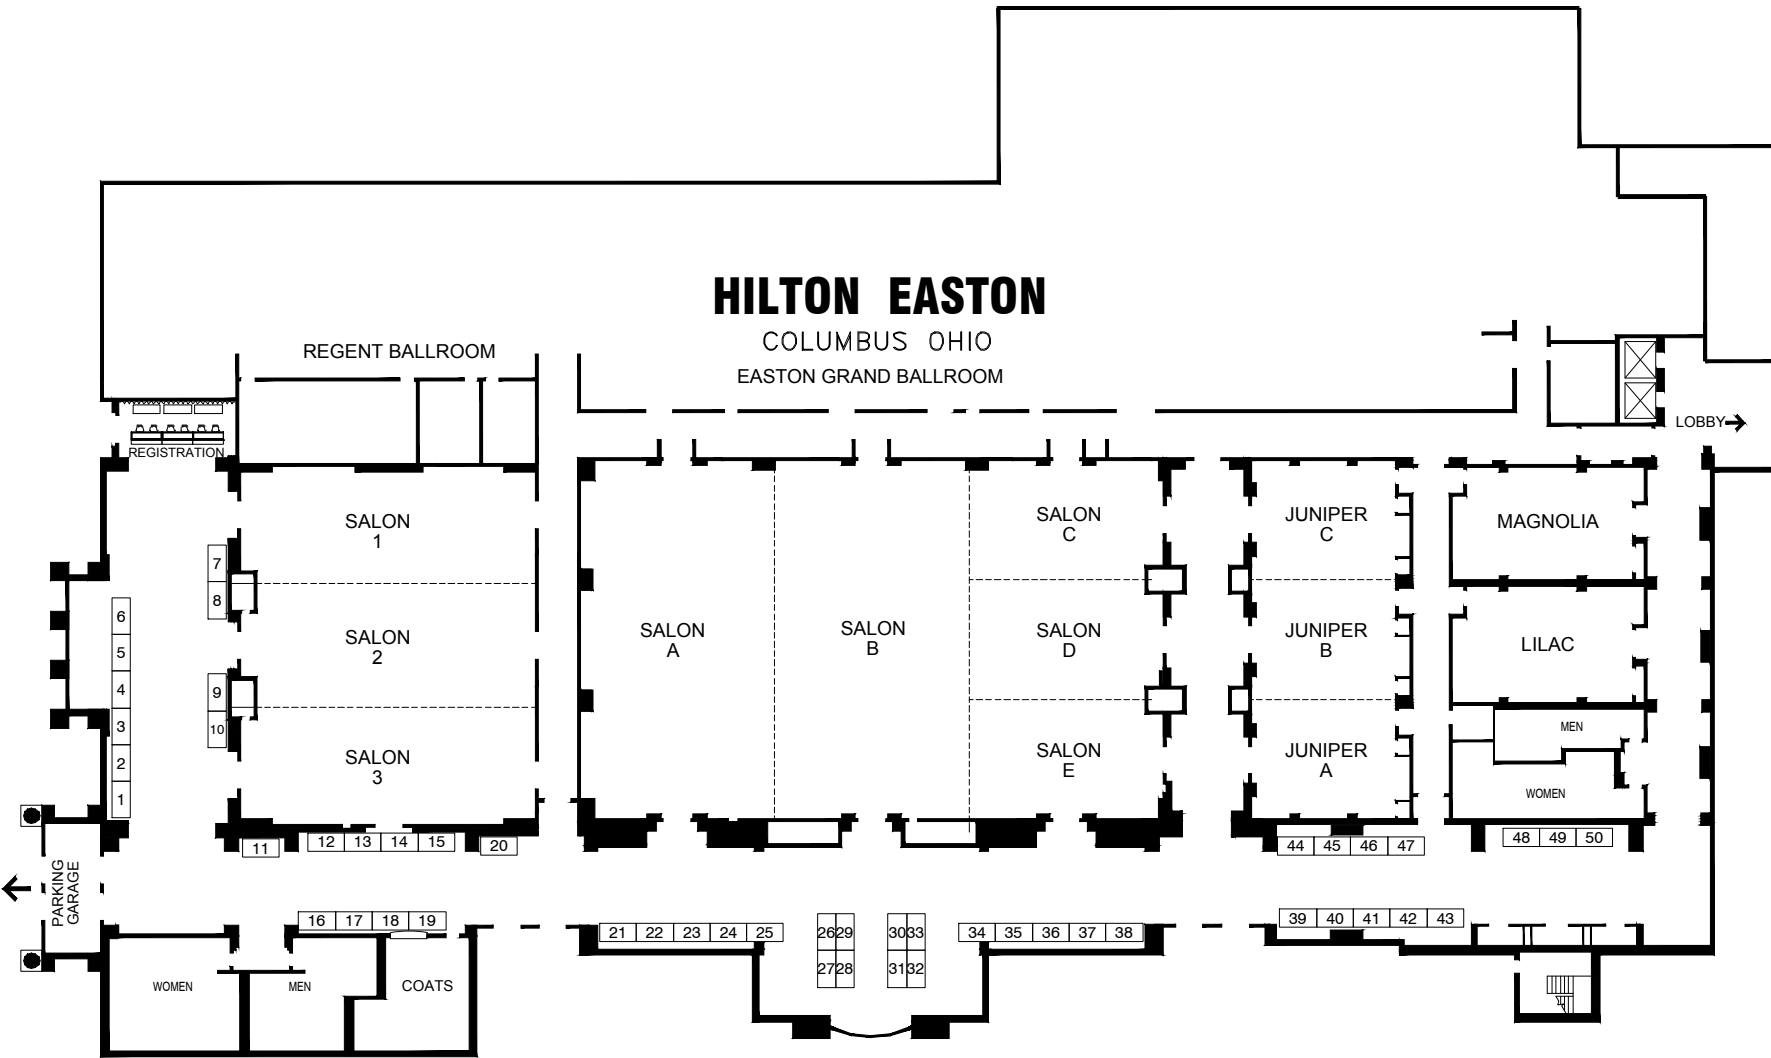 HILTON EASTON
COLUMBUS OHIO
EASTON GRAND BALLROOM
REGENT BALLROOM
LOBBY
REGISTRATION
SALON
1
SALON
2
SALON
3
SALON
A
SALON
B
SALON
C
SALON
D
SALON
E
JUNIPER
C
JUNIPER
B
JUNIPER
A
MAGNOLIA
LILAC
MEN
WOMEN
7
8
9
10
6
5
4
3
2
1
11
12 13 14 15
20
44 45 46 47
48 49 50
PARKING
GARAGE
16 17 18 19
21 22 23 24 25
26 29
27 28
30 33
31 32
34 35 36 37 38
39 40 41 42 43
WOMEN
MEN
COATS